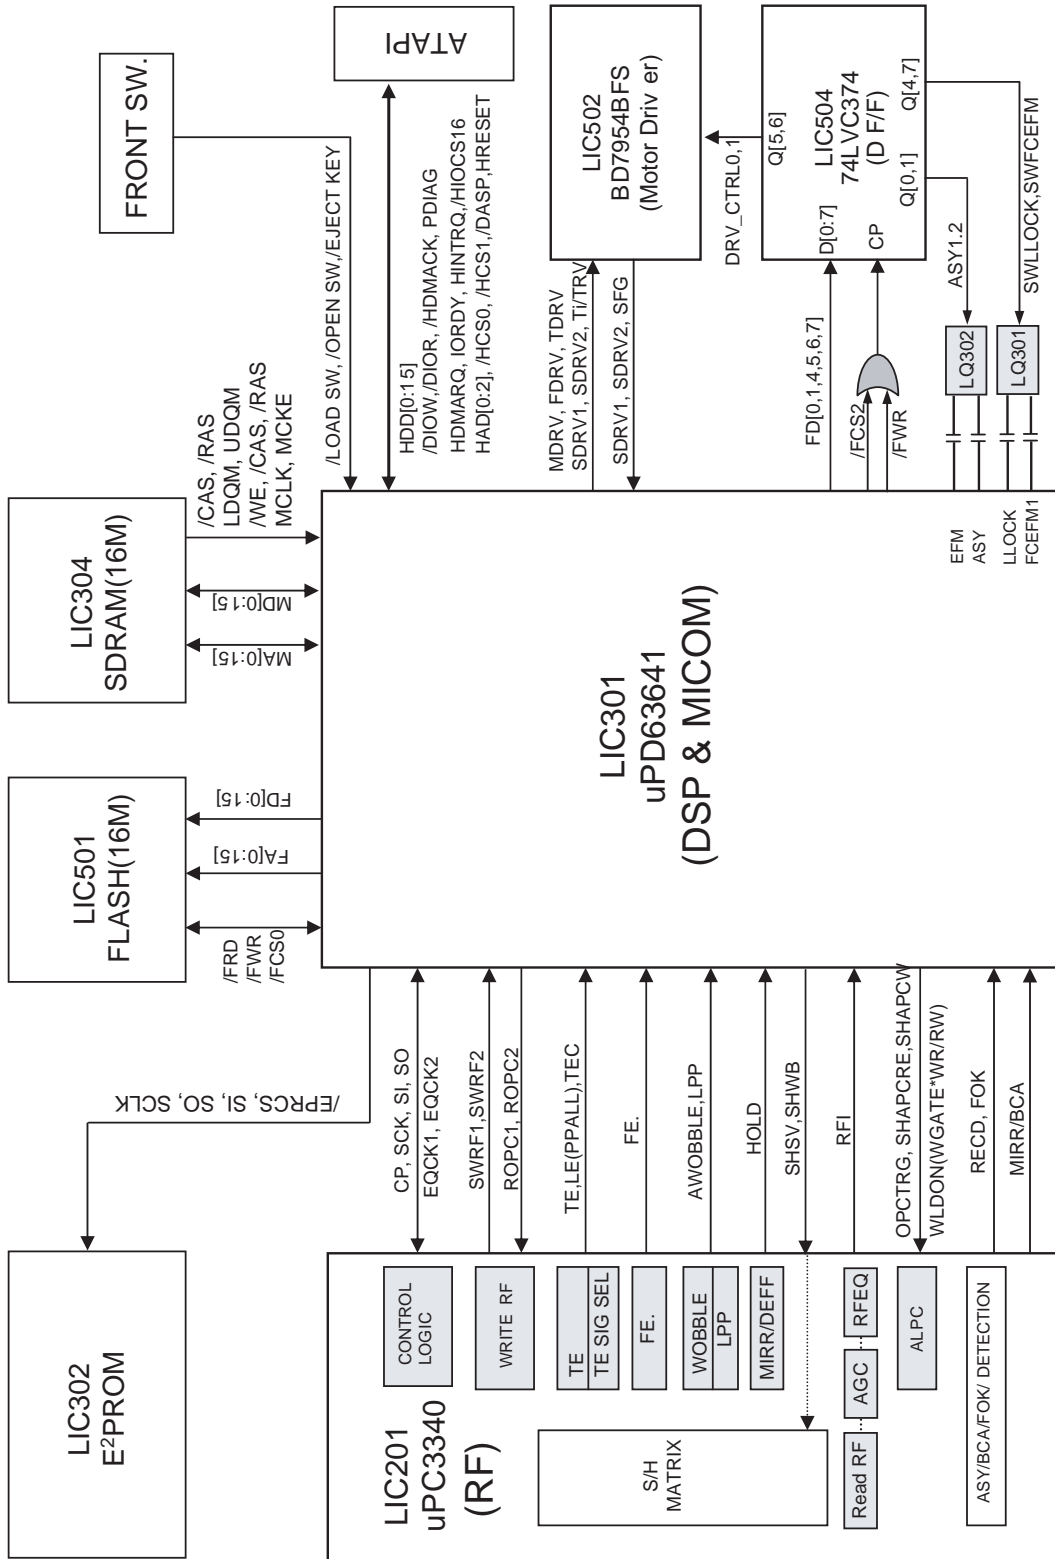 LIC302
E²PROM
LIC501
FLASH(16M)
LIC304
SDRAM(16M)
FRONT SW.
ATAPI
/EPRCS, SI, SO, SCLK
/FRD
/FWR
/FCS0
FA[0:15]
FD[0:15]
MA[0:15]
MD[0:15]
/CAS, /RAS
LDQM, UDQM
/WE, /CAS, /RAS
MCLK, MCKE
/LOAD SW, /OPEN SW,/EJECT KEY
HDD[0:15]
/DIOW,/DIOR, /HDMACK, PDIAG
HDMARQ, IORDY, HINTRQ,/HIOCS16
HAD[0:2], /HCS0, /HCS1,/DASP,HRESET
LIC201
uPC3340
(RF)
CONTROL
LOGIC
WRITE RF
TE
TE SIG SEL
FE.
WOBBLE
LPP
MIRR/DEFF
S/H
MATRIX
Read RF
AGC
RFEQ
ALPC
ASY/BCA/FOK/ DETECTION
CP, SCK, SI, SO
EQCK1, EQCK2
SWRF1,SWRF2
ROPC1, ROPC2
TE,LE(PPALL),TEC
FE.
AWOBBLE,LPP
HOLD
SHSV,SHWB
RFI
OPCTRG, SHAPCRE,SHAPCW
WLDON(WGATE*WR/RW)
RECD, FOK
MIRR/BCA
LIC301
uPD63641
(DSP & MICOM)
MDRV, FDRV, TDRV
SDRV1, SDRV2, Ti/TRV
SDRV1, SDRV2, SFG
LIC502
BD7954BFS
(Motor Driv er)
DRV_CTRL0,1
FD[0,1,4,5,6,7]
/FCS2
/FWR
D[0:7]
CP
Q[5,6]
LIC504
74LVC374
(D F/F)
Q[0,1]
Q[4,7]
ASY1.2
SWLLOCK,SWFCEFM
LQ302
LQ301
EFM
ASY
LLOCK
FCEFM1